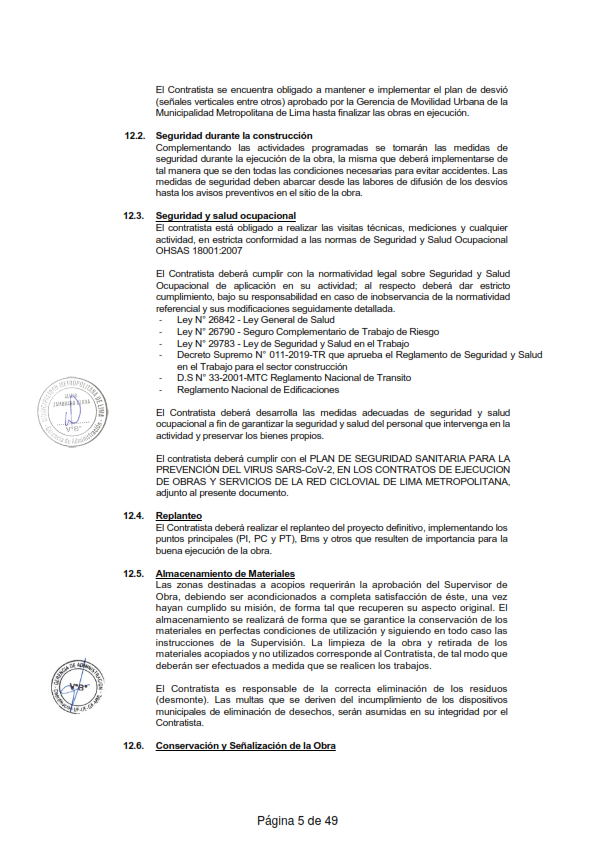 El Contratista se encuentra obligado a mantener e implementar el plan de desvió
(señales verticales entre otros) aprobado por la Gerencia de Movilidad Urbana de la
Municipalidad Metropolitana de Lima hasta finalizar las obras en ejecución.
12.2. Seguridad durante la construcción
Complementando las actividades programadas se tomarán las medidas de
seguridad durante la ejecución de la obra, la misma que deberá implementarse de
tal manera que se den todas las condiciones necesarias para evitar accidentes. Las
medidas de seguridad deben abarcar desde las labores de difusión de los desvíos
hasta los avisos preventivos en el sitio de la obra.
12.3. Seguridad y salud ocupacional
El contratista está obligado a realizar las visitas técnicas, mediciones y cualquier
actividad, en estricta conformidad a las normas de Seguridad y Salud Ocupacional
OHSAS 18001:2007
El Contratista deberá cumplir con la normatividad legal sobre Seguridad y Salud
Ocupacional de aplicación en su actividad; al respecto deberá dar estricto
cumplimiento, bajo su responsabilidad en caso de inobservancia de la normatividad
referencial y sus modificaciones seguidamente detallada.
- Ley N° 26842 - Ley General de Salud
- Ley N° 26790 - Seguro Complementario de Trabajo de Riesgo
- Ley N° 29783 - Ley de Seguridad y Salud en el Trabajo
- Decreto Supremo N° 011-2019-TR que aprueba el Reglamento de Seguridad y Salud
en el Trabajo para el sector construcción
- D.S N° 33-2001-MTC Reglamento Nacional de Transito
- Reglamento Nacional de Edificaciones
El Contratista deberá desarrolla las medidas adecuadas de seguridad y salud
ocupacional a fin de garantizar la seguridad y salud del personal que intervenga en la
actividad y preservar los bienes propios.
El contratista deberá cumplir con el PLAN DE SEGURIDAD SANITARIA PARA LA
PREVENCIÓN DEL VIRUS SARS-CoV-2, EN LOS CONTRATOS DE EJECUCION
DE OBRAS Y SERVICIOS DE LA RED CICLOVIAL DE LIMA METROPOLITANA,
adjunto al presente documento.
12.4. Replanteo
El Contratista deberá realizar el replanteo del proyecto definitivo, implementando los
puntos principales (PI, PC y PT), Bms y otros que resulten de importancia para la
buena ejecución de la obra.
12.5. Almacenamiento de Materiales
Las zonas destinadas a acopios requerirán la aprobación del Supervisor de
Obra, debiendo ser acondicionados a completa satisfacción de éste, una vez
hayan cumplido su misión, de forma tal que recuperen su aspecto original. El
almacenamiento se realizará de forma que se garantice la conservación de los
materiales en perfectas condiciones de utilización y siguiendo en todo caso las
instrucciones de la Supervisión. La limpieza de la obra y retirada de los
materiales acopiados y no utilizados corresponde al Contratista, de tal modo que
deberán ser efectuados a medida que se realicen los trabajos.
El Contratista es responsable de la correcta eliminación de los residuos
(desmonte). Las multas que se deriven del incumplimiento de los dispositivos
municipales de eliminación de desechos, serán asumidas en su integridad por el
Contratista.
12.6. Conservación y Señalización de la Obra
METROPOLITANA DE LIMA
V°B°
GERENCIA DE ADMINISTRACION
V°B°
Página 5 de 49